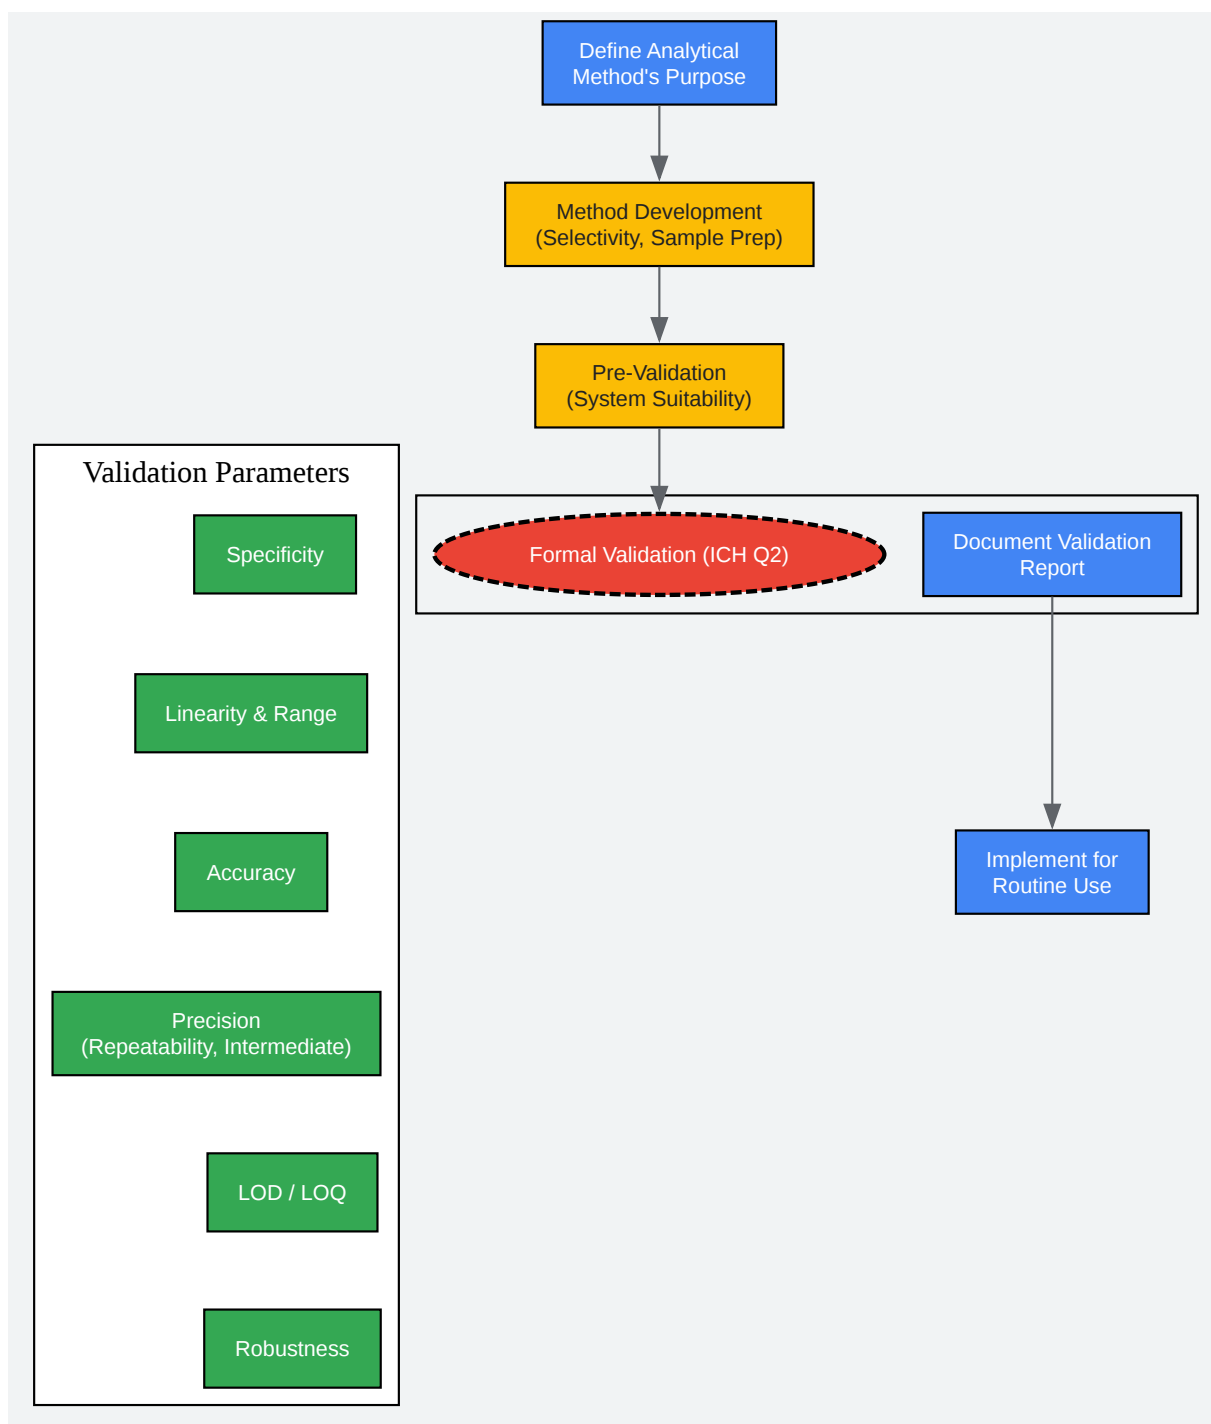 Define Analytical
Method's Purpose
Method Development
(Selectivity, Sample Prep)
Pre-Validation
(System Suitability)
Validation Parameters
Specificity
Linearity & Range
Accuracy
Precision
(Repeatability, Intermediate)
LOD / LOQ
Robustness
Formal Validation (ICH Q2)
Document Validation
Report
Implement for
Routine Use